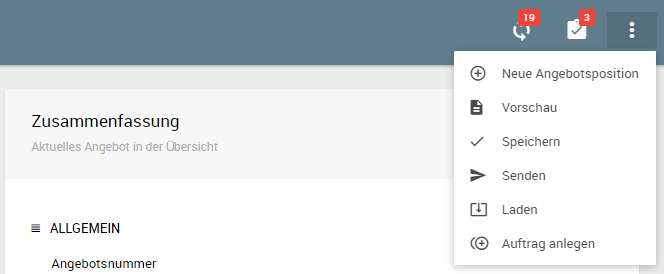 19
3
Neue Angebotsposition
Vorschau
Speichern
Senden
Laden
Auftrag anlegen
Zusammenfassung
Aktuelles Angebot in der Übersicht
ALLGEMEIN
Angebotsnummer